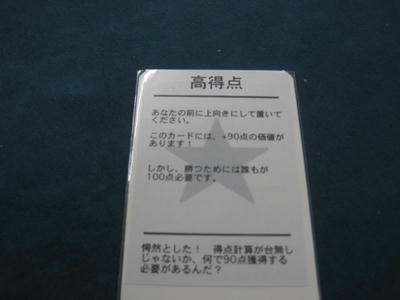 高得点
あなたの前に上向きにして置いて
ください。
このカードには、+90点の価値が
あります！
しかし、勝つためには誰もが
100点必要です。
愕然とした！　得点計算が台無し
じゃないか、何で90点獲得する
必要があるんだ？